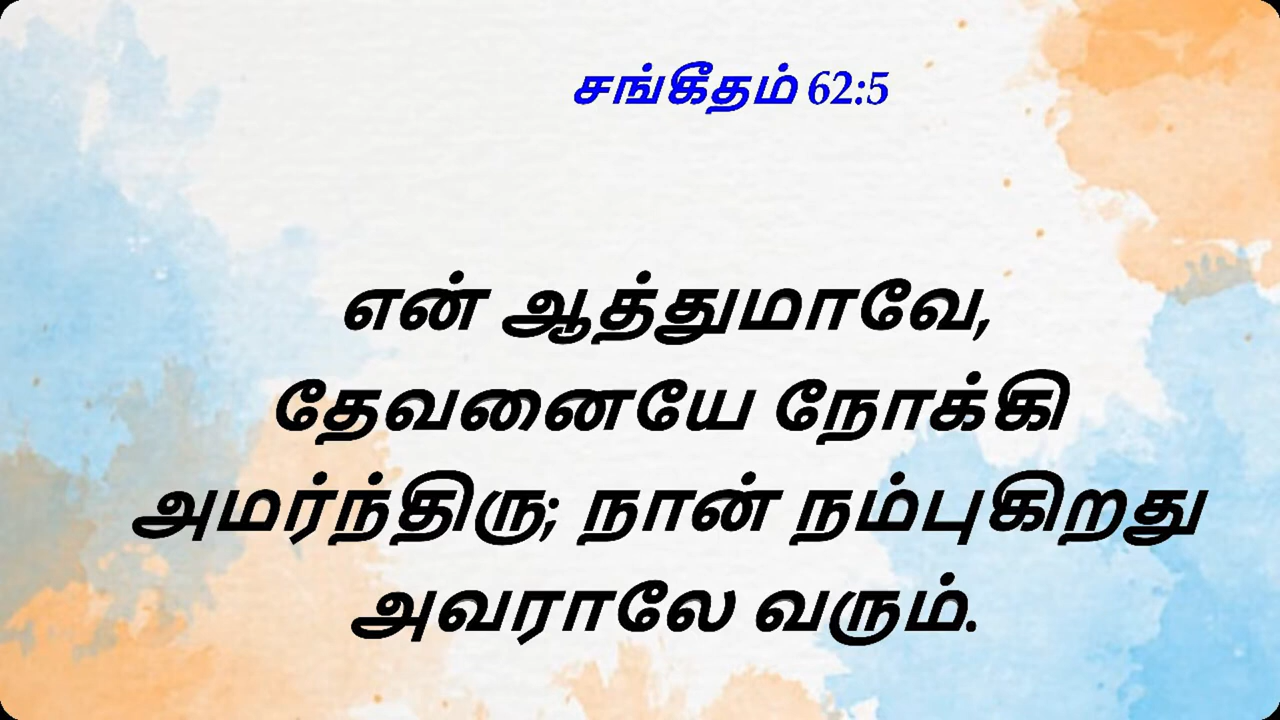 சங்கீதம் 62:5
என் ஆத்துமாவே,
தேவனையே நோக்கி
அமர்ந்திரு; நான் நம்புகிறது
அவராலே வரும்.